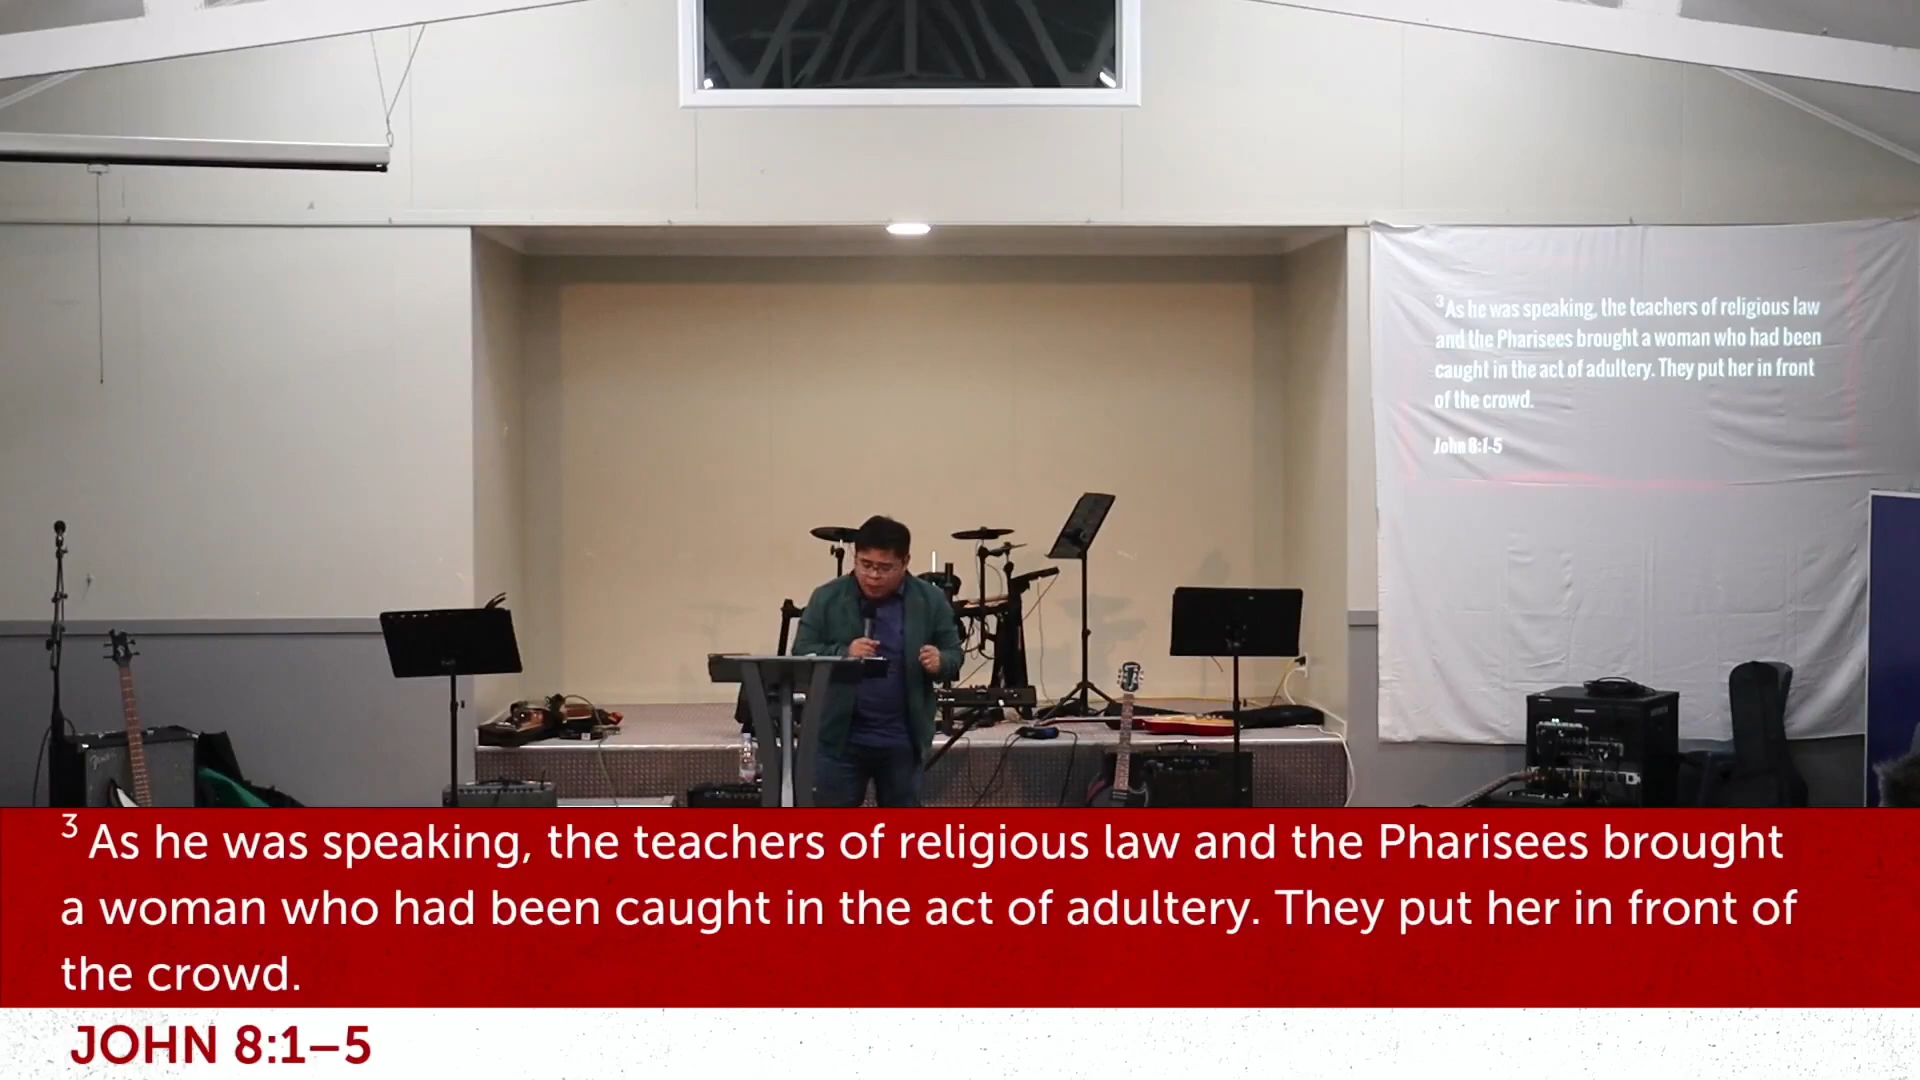 ³ As he was speaking, the teachers of religious law
and the Pharisees brought a woman who had been
caught in the act of adultery. They put her in front
of the crowd.
John 8:1-5
³ As he was speaking, the teachers of religious law and the Pharisees brought
a woman who had been caught in the act of adultery. They put her in front of
the crowd.
JOHN 8:1–5